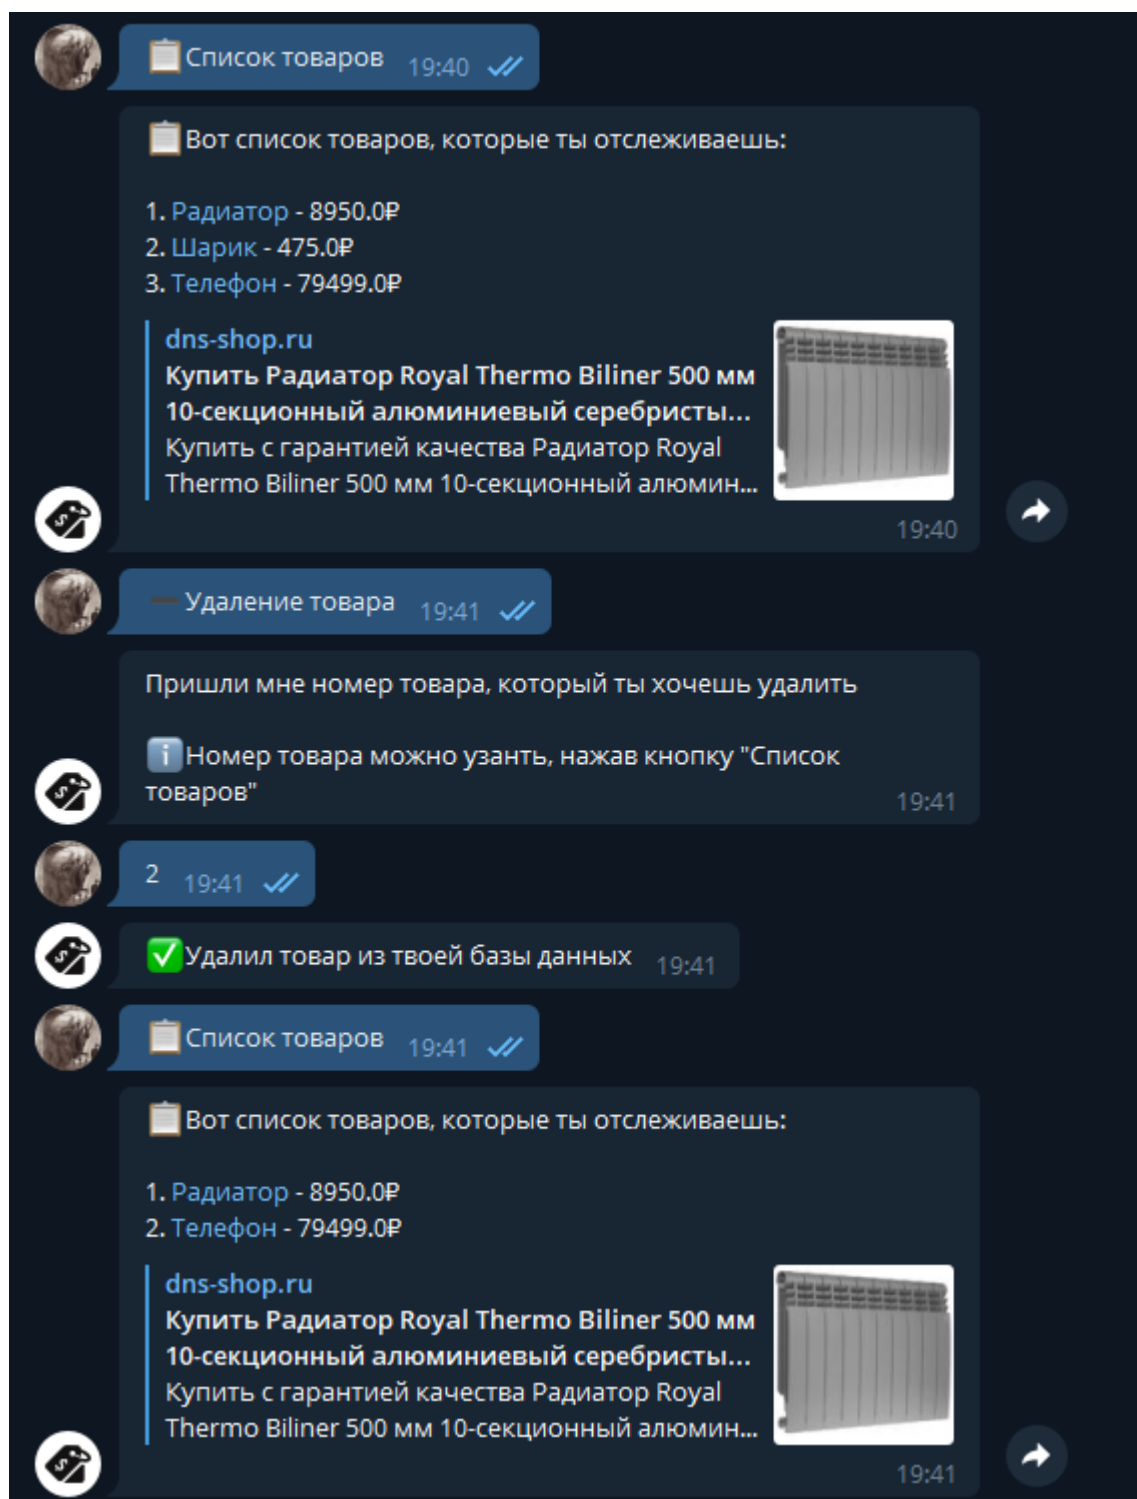 📋Список товаров 19:40
📋Вот список товаров, которые ты отслеживаешь:
1. Радиатор - 8950.0₽
2. Шарик - 475.0₽
3. Телефон - 79499.0₽
dns-shop.ru
Купить Радиатор Royal Thermo Biliner 500 мм
10-секционный алюминиевый серебристы...
Купить с гарантией качества Радиатор Royal
Thermo Biliner 500 мм 10-секционный алюмин...
19:40
➖Удаление товара 19:41
Пришли мне номер товара, который ты хочешь удалить
ℹ️Номер товара можно узанть, нажав кнопку "Список
товаров"
19:41
2 19:41
✅Удалил товар из твоей базы данных 19:41
📋Список товаров 19:41
📋Вот список товаров, которые ты отслеживаешь:
1. Радиатор - 8950.0₽
2. Телефон - 79499.0₽
dns-shop.ru
Купить Радиатор Royal Thermo Biliner 500 мм
10-секционный алюминиевый серебристы...
Купить с гарантией качества Радиатор Royal
Thermo Biliner 500 мм 10-секционный алюмин...
19:41